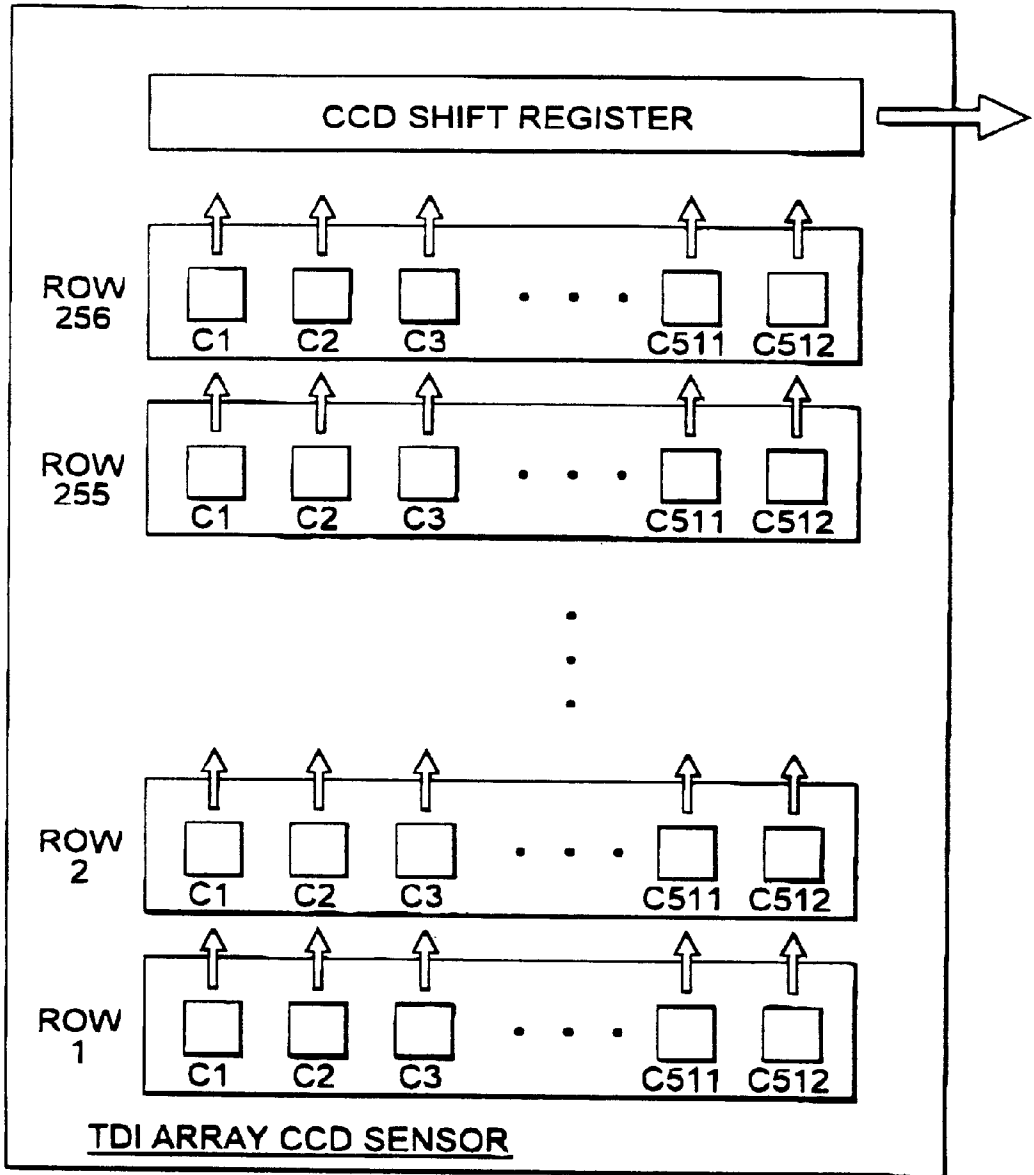 CCD SHIFT REGISTER
ROW
256
C1 C2 C3 . . . C511 C512
ROW
255
C1 C2 C3 . . . C511 C512
ROW
2
C1 C2 C3 . . . C511 C512
ROW
1
C1 C2 C3 . . . C511 C512
TDI ARRAY CCD SENSOR